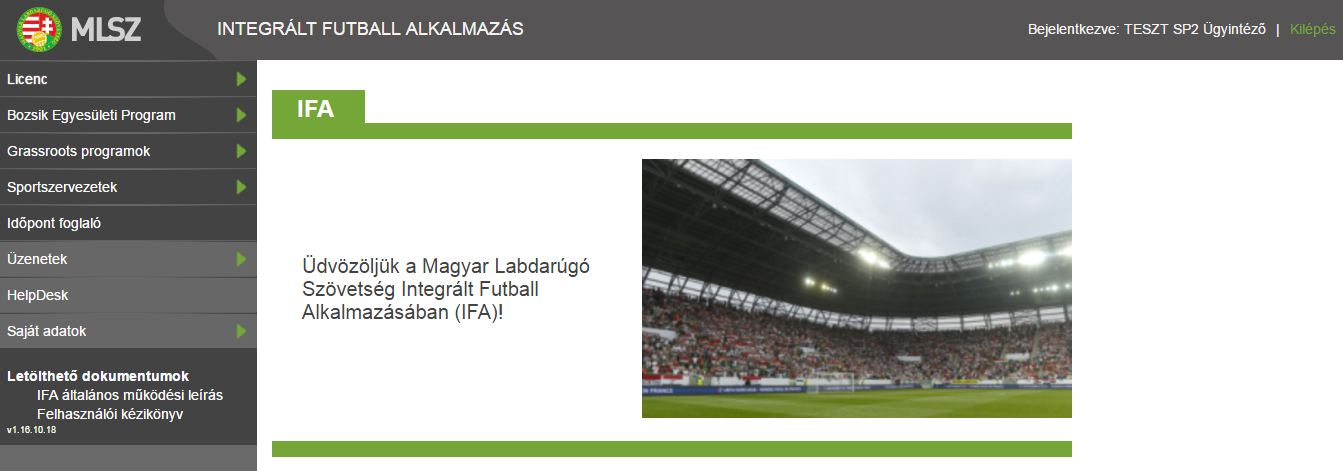 MLSZ
INTEGRÁLT FUTBALL ALKALMAZÁS
Bejelentkezve: TESZT SP2 Ügyintéző | Kilépés
Licenc
Bozsik Egyesületi Program
Grassroots programok
Sportszervezetek
Időpont foglaló
Üzenetek
HelpDesk
Saját adatok
Letölthető dokumentumok
IFA általános működési leírás
Felhasználói kézikönyv
v1.16.10.18
IFA
Üdvözöljük a Magyar Labdarúgó
Szövetség Integrált Futball
Alkalmazásában (IFA)!